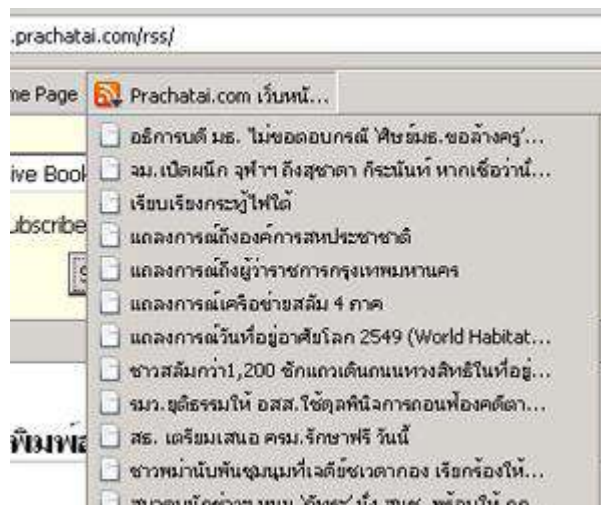 .prachatai.com/rss/
me Page
Prachatai.com เว็บหนั...
อธิการบดี มธ. ไม่ขอตอบกรณี 'ศิษย์มธ.ขอล้างครู'...
ive Book
จม.เปิดผนึก จุฬาฯ ถึงสุชาดา กีระนันท์ หากเชื่อว่านั้...
เรียบเรียงกระทู้ไฟใต้
ubscribe
แถลงการณ์ถึงองค์การสหประชาชาติ
แถลงการณ์ถึงผู้ว่าราชการกรุงเทพมหานคร
แถลงการณ์เครือข่ายสลัม 4 ภาค
แถลงการณ์วันที่อยู่อาศัยโลก 2549 (World Habitat...
ชาวสลัมกว่า1,200 ชักแถวเดินถนนทวงสิทธิในที่อยู่...
รมว.ยุติธรรมให้ อสส.ใช้ดุลพินิจการถอนฟ้องคดีตา...
พิมพ์
สธ. เตรียมเสนอ ครม.รักษาฟรี วันนี้
ชาวพม่านับพันชุมนุมที่เจดีย์ชเวดากอง เรียกร้องให้...